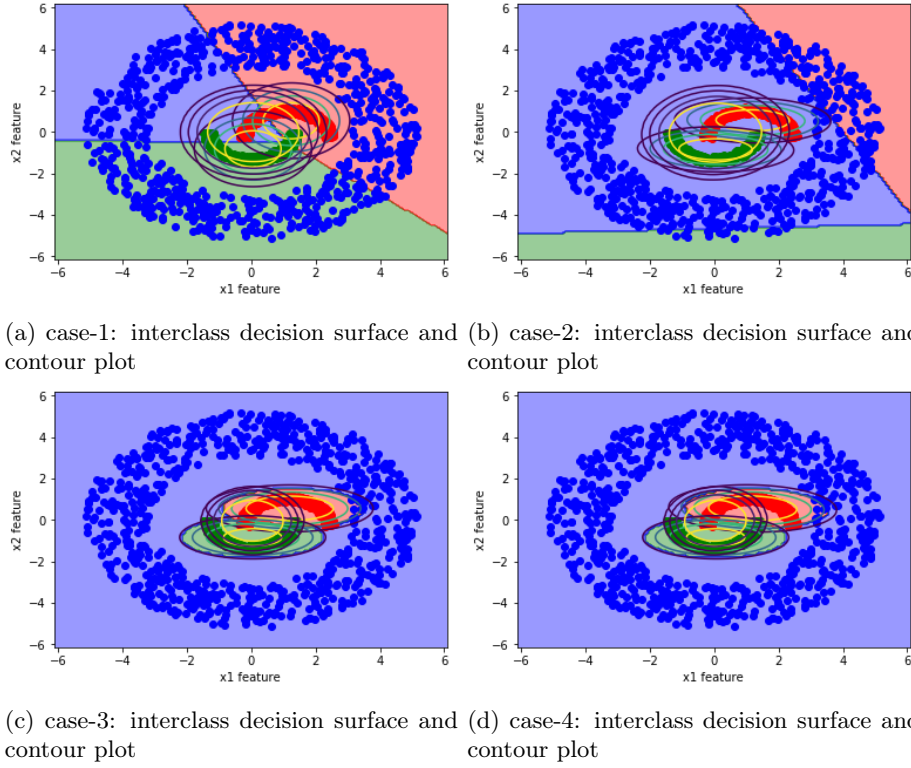 6
4
2
0
−2
−4
−6
x2 feature
−6 −4 −2 0 2 4 6
x1 feature
6
4
2
0
−2
−4
−6
x2 feature
−6 −4 −2 0 2 4 6
x1 feature
(a) case-1: interclass decision surface and
contour plot
(b) case-2: interclass decision surface and
contour plot
6
4
2
0
−2
−4
−6
x2 feature
−6 −4 −2 0 2 4 6
x1 feature
6
4
2
0
−2
−4
−6
x2 feature
−6 −4 −2 0 2 4 6
x1 feature
(c) case-3: interclass decision surface and
contour plot
(d) case-4: interclass decision surface and
contour plot